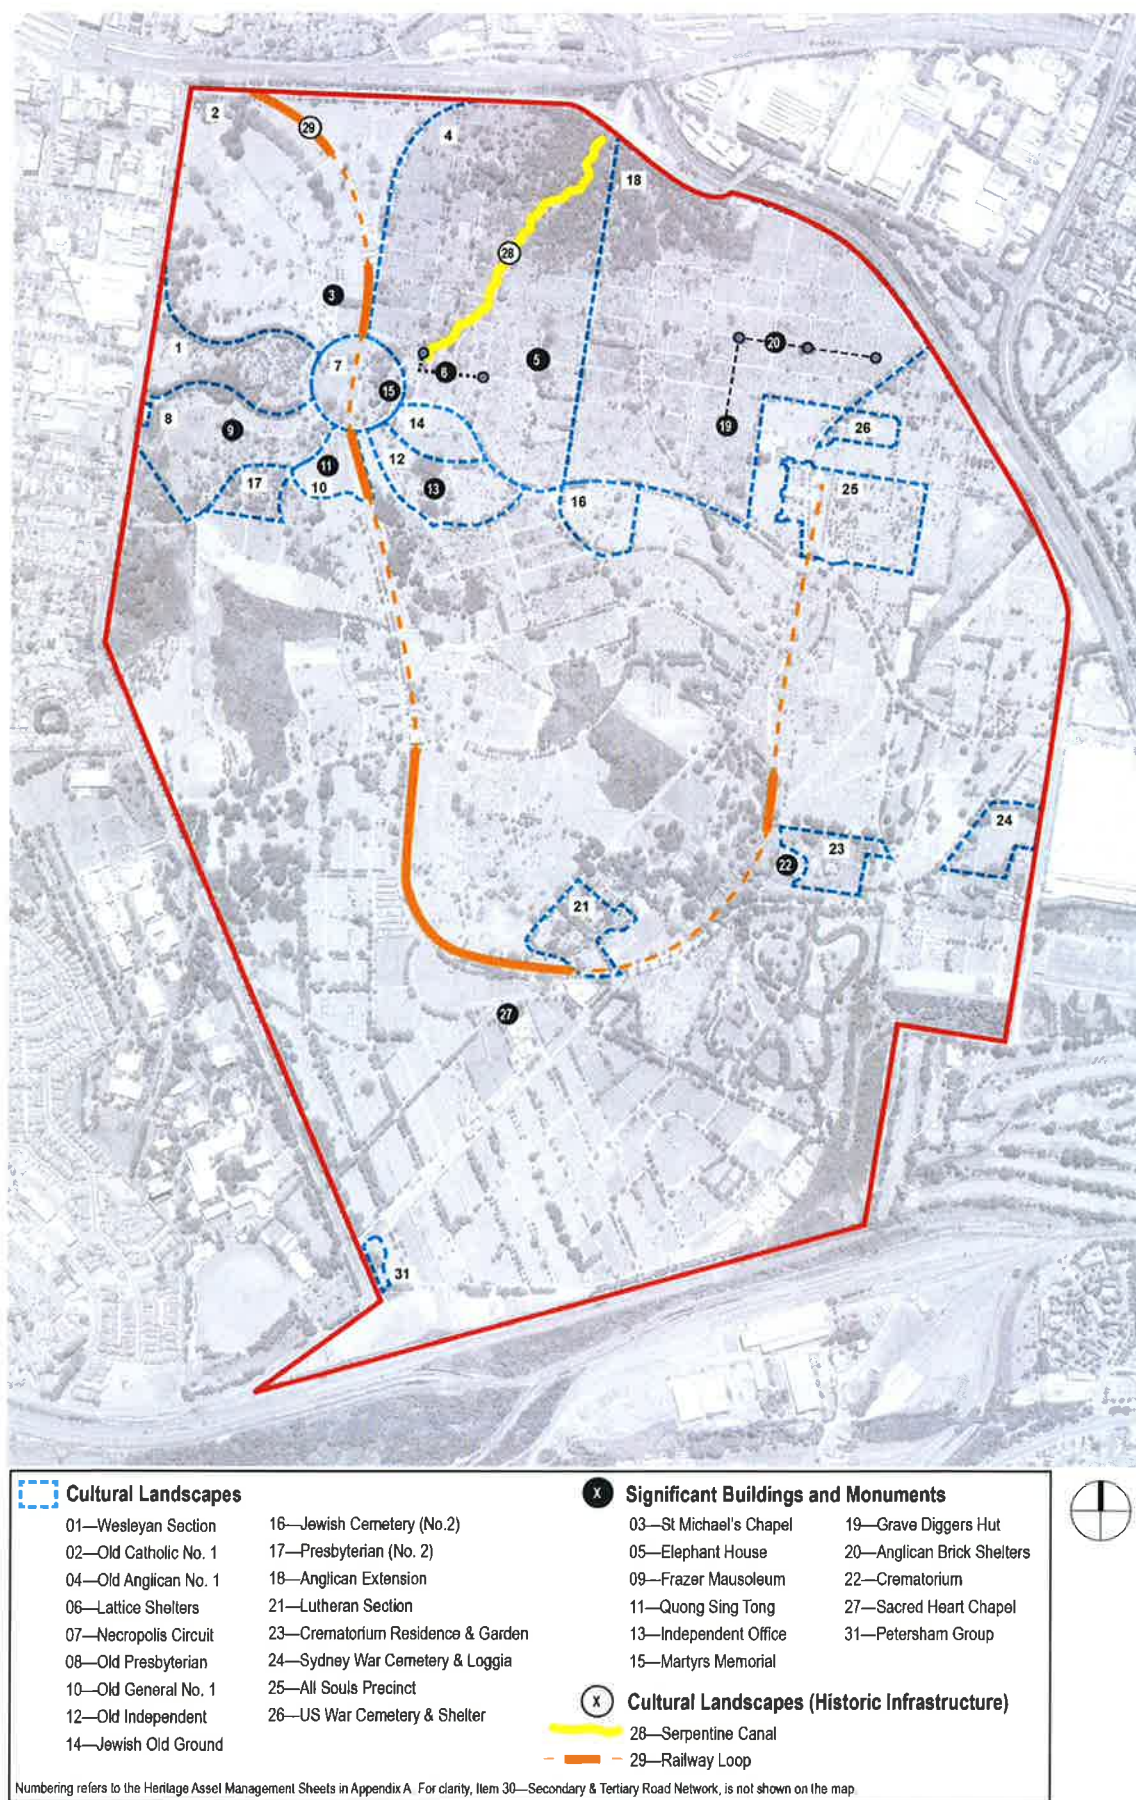 2
4
29
18
28
3
1
7
6
5
20
15
8
9
14
19
26
12
11
17
13
10
16
25
24
23
22
21
27
31
Cultural Landscapes
01—Wesleyan Section
02—Old Catholic No. 1
04—Old Anglican No. 1
06—Lattice Shelters
07—Necropolis Circuit
08—Old Presbyterian
10—Old General No. 1
12—Old Independent
14—Jewish Old Ground
16—Jewish Cemetery (No.2)
17—Presbyterian (No. 2)
18—Anglican Extension
21—Lutheran Section
23—Crematorium Residence & Garden
24—Sydney War Cemetery & Loggia
25—All Souls Precinct
26—US War Cemetery & Shelter
X Significant Buildings and Monuments
03—St Michael's Chapel
05—Elephant House
09—Frazer Mausoleum
11—Quong Sing Tong
13—Independent Office
15—Martyrs Memorial
19—Grave Diggers Hut
20—Anglican Brick Shelters
22—Crematorium
27—Sacred Heart Chapel
31—Petersham Group
X Cultural Landscapes (Historic Infrastructure)
28—Serpentine Canal
29—Railway Loop
Numbering refers to the Heritage Asset Management Sheets in Appendix A. For clarity, Item 30—Secondary & Tertiary Road Network, is not shown on the map.